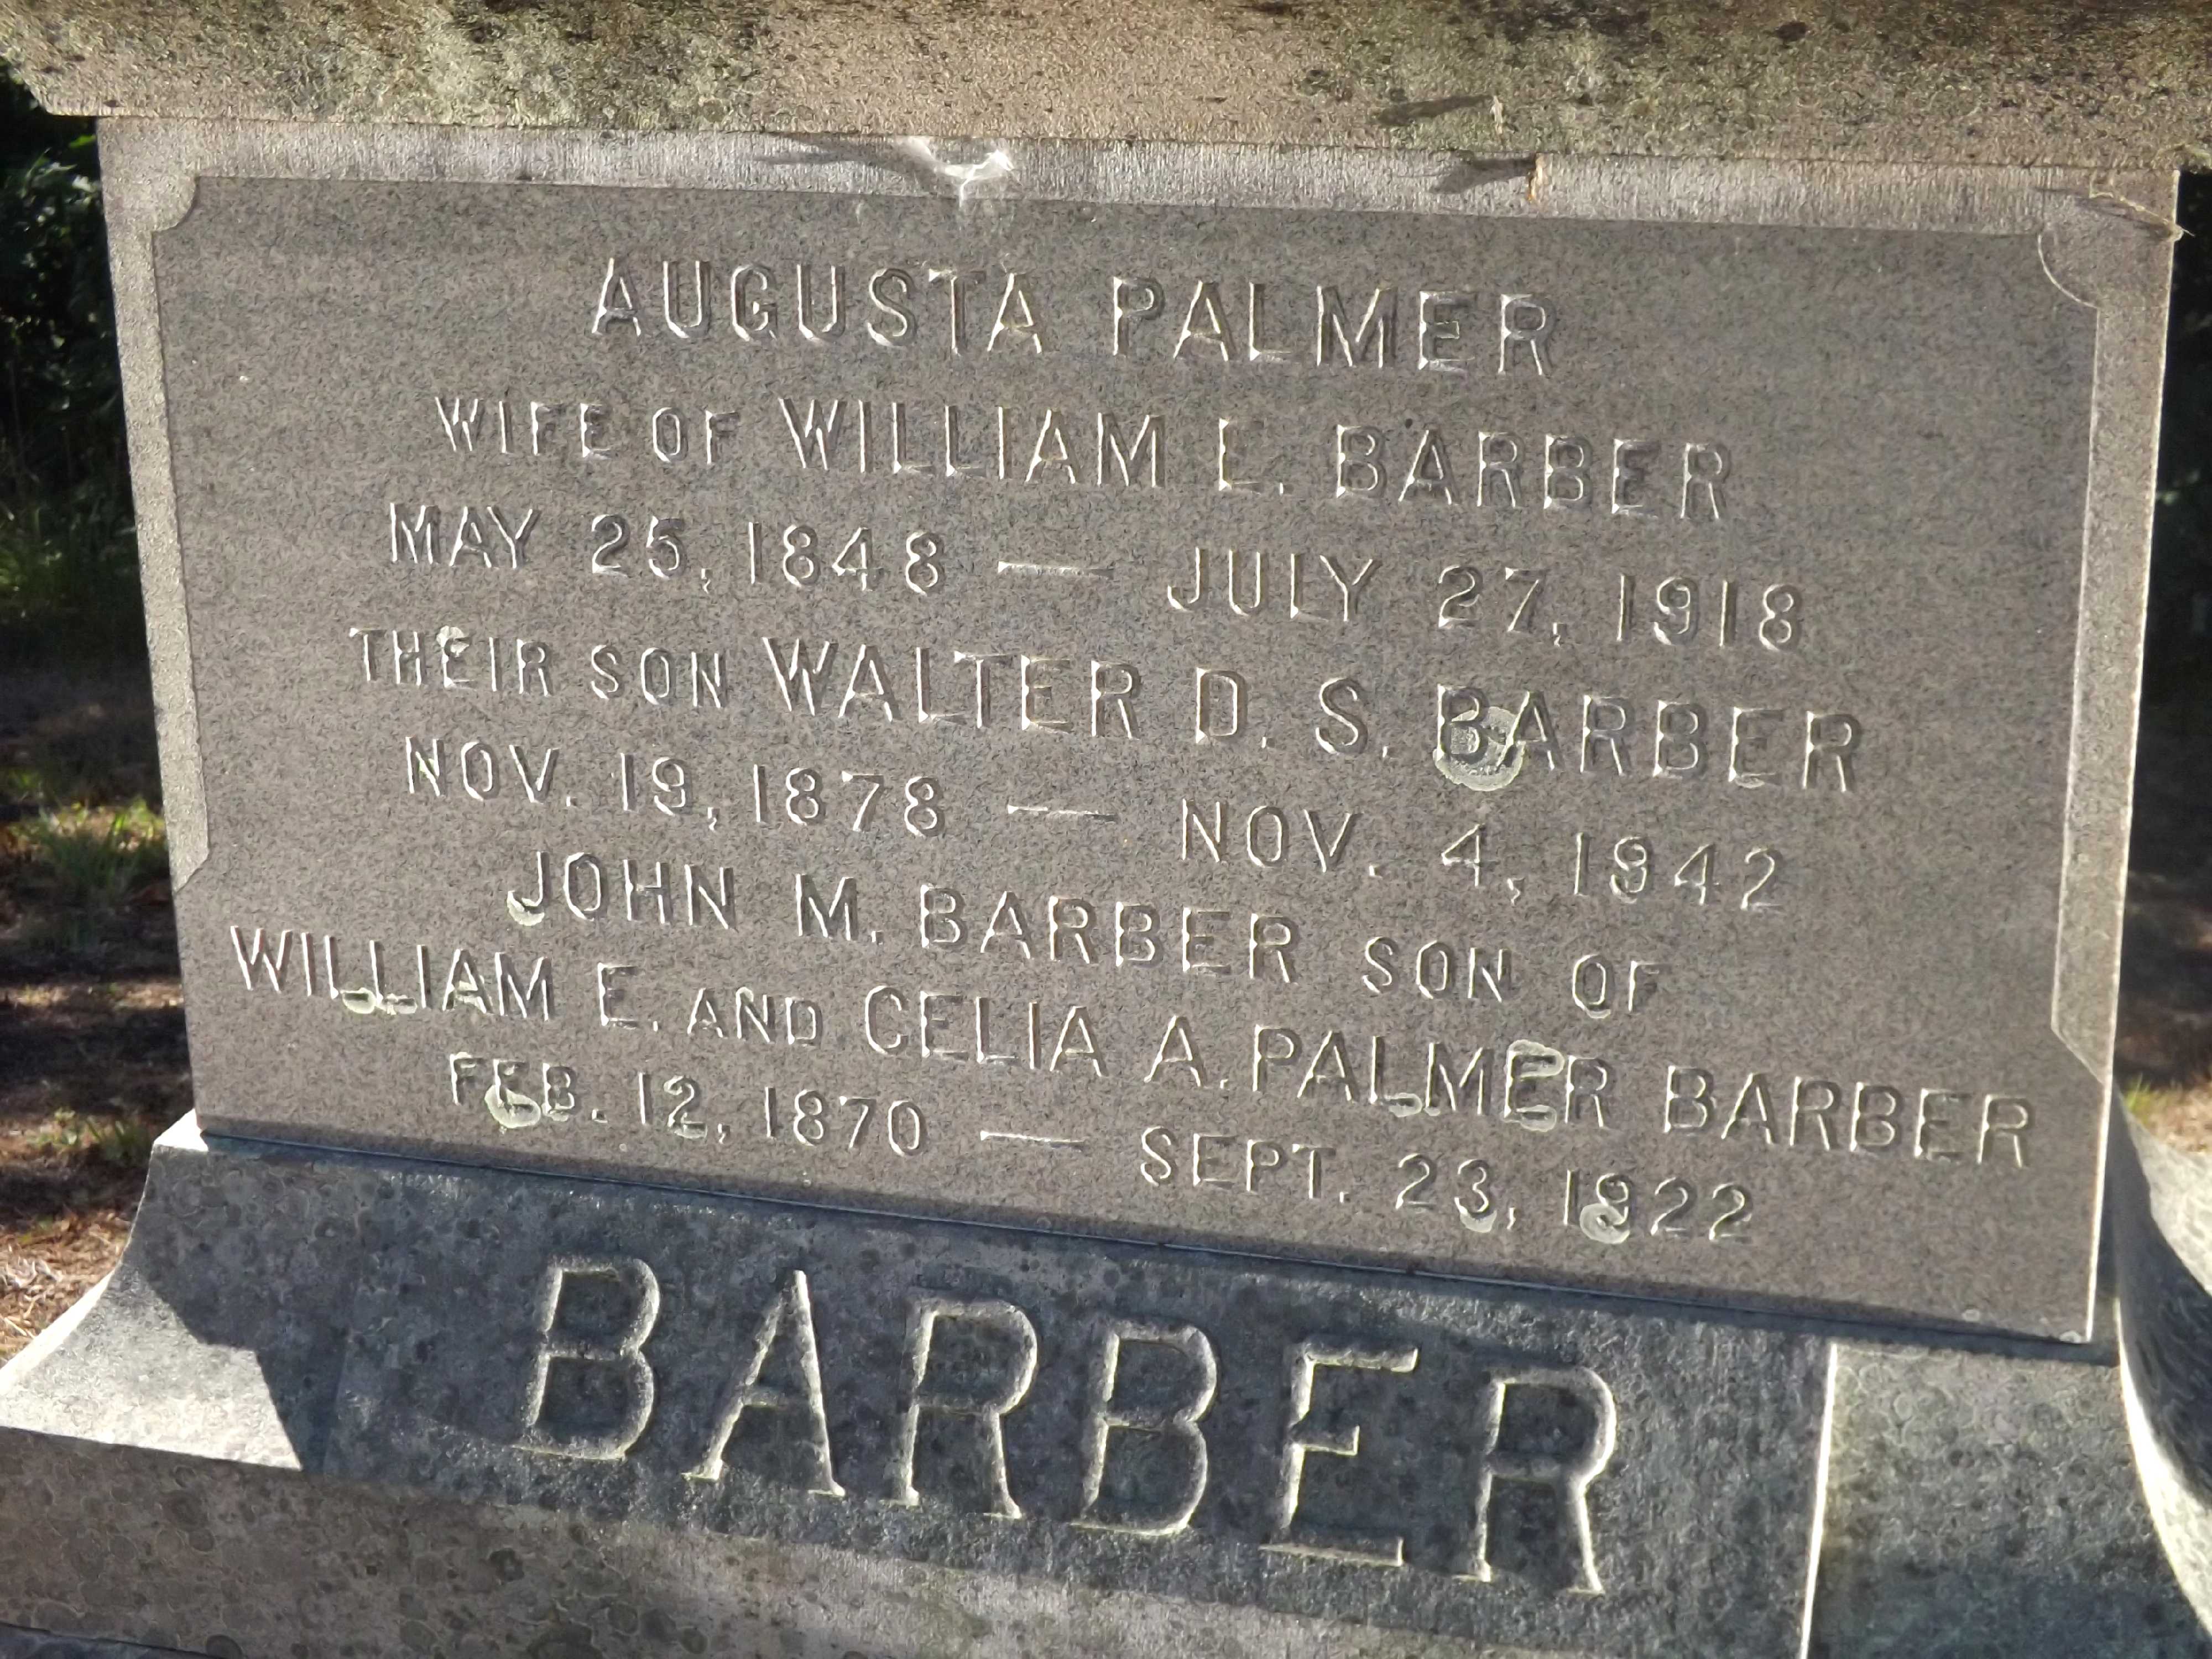 AUGUSTA PALMER
WIFE OF WILLIAM E. BARBER
MAY 25, 1848 — JULY 27, 1918
THEIR SON WALTER D. S. BARBER
NOV. 19, 1878 — NOV. 4, 1942
JOHN M. BARBER SON OF
WILLIAM E. AND CELIA A. PALMER BARBER
FEB. 12, 1870 — SEPT. 23, 1922
BARBER